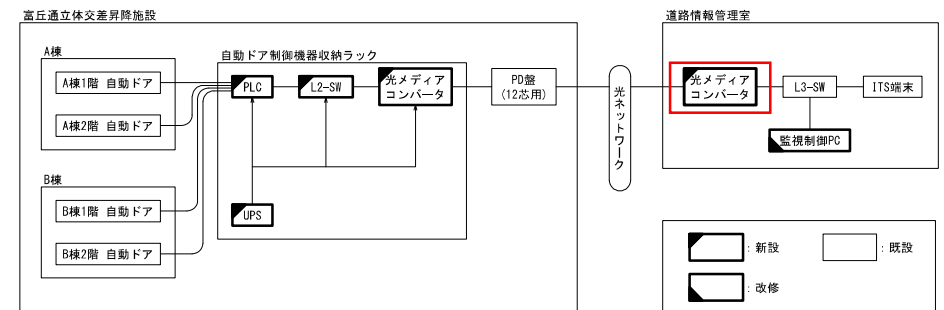 富丘通立体交差昇降施設
A棟
A棟1階 自動ドア
A棟2階 自動ドア
B棟
B棟1階 自動ドア
B棟2階 自動ドア
自動ドア制御機器収納ラック
PLC
L2-SW
光メディア
コンバータ
UPS
PD盤
(12芯用)
光ネットワーク
道路情報管理室
光メディア
コンバータ
L3-SW
ITS端末
監視制御PC
: 新設
: 既設
: 改修